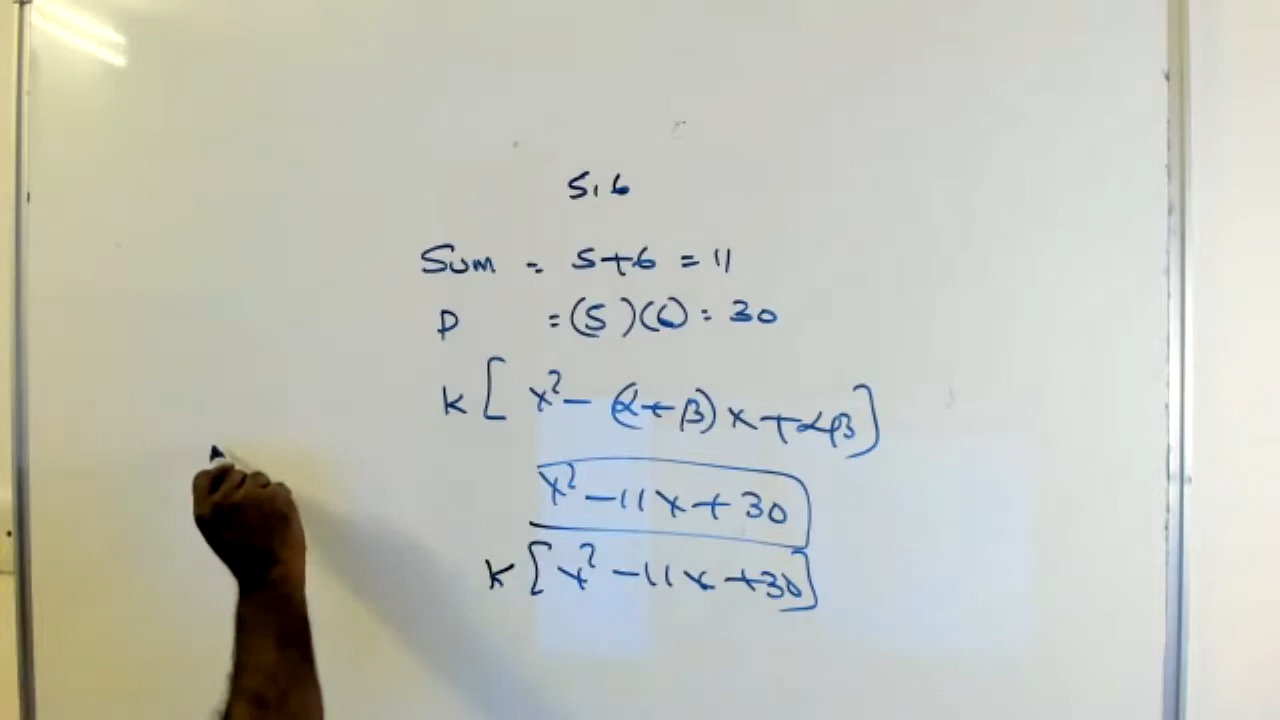 5, 6
Sum = 5+6 = 11
P = (5)(6) = 30
K [ x² - (α+β)x + αβ]
x² - 11x + 30
K [x² - 11x + 30]